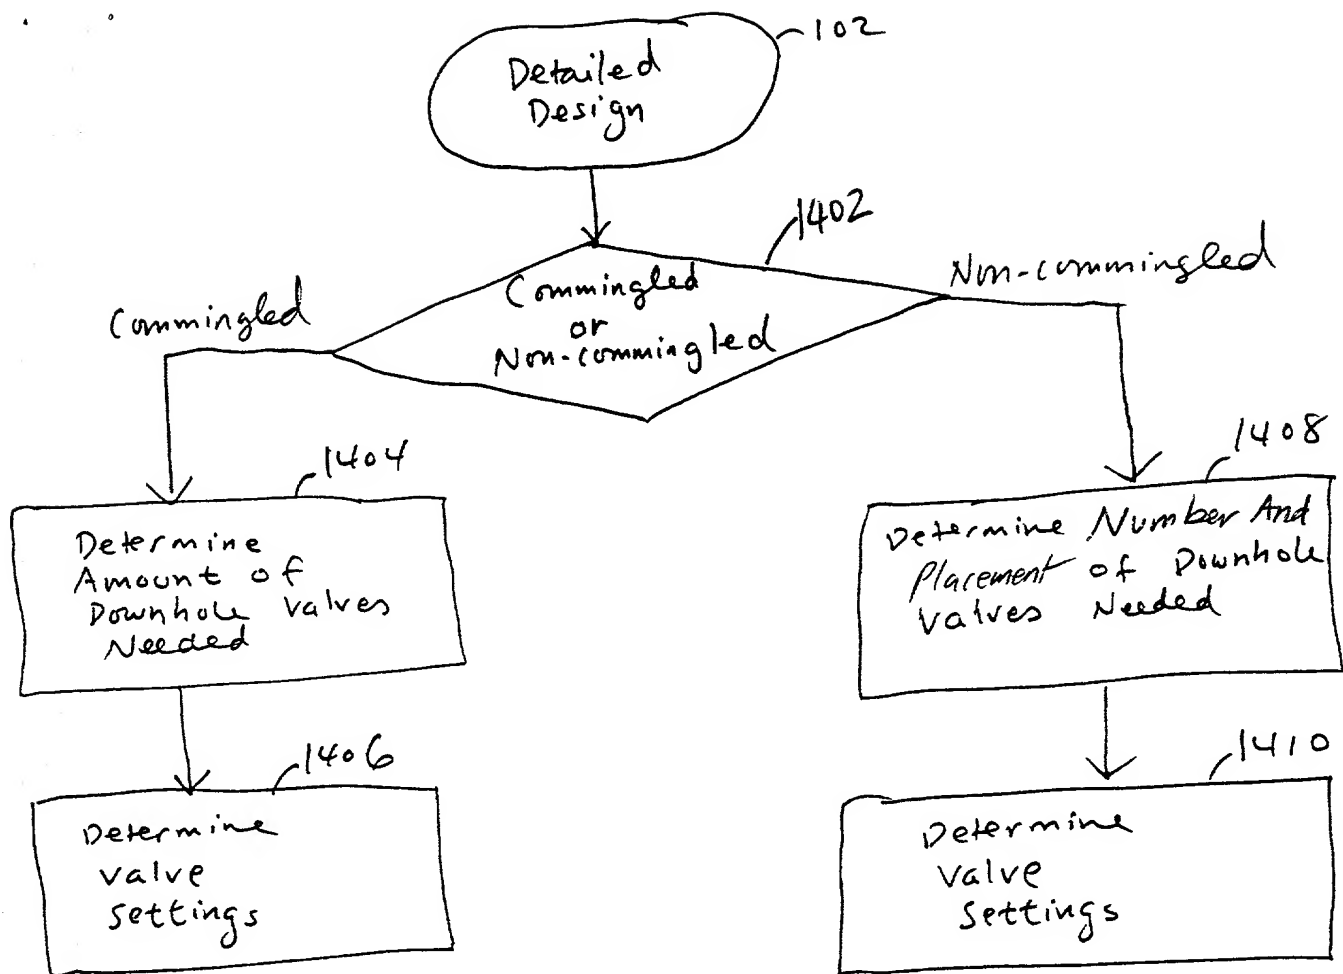 102
Detailed
Design
1402
Commingled
Non-commingled
Commingled
or
Non-commingled
1404
Determine
Amount of
Downhole Valves
Needed
1408
Determine Number And
Placement of Downhole
Valves Needed
1406
Determine
Valve
Settings
1410
Determine
Valve
Settings